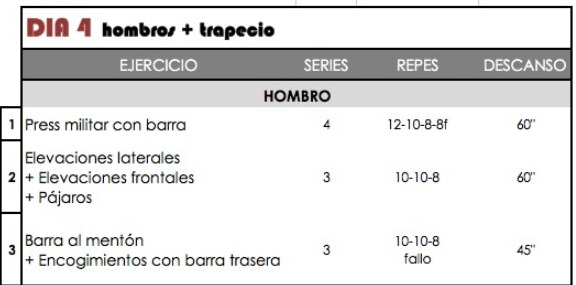 DIA 4 hombros + trapecio
EJERCICIO SERIES REPES DESCANSO
HOMBRO
1 Press militar con barra 4 12-10-8-8f 60"
Elevaciones laterales
2 + Elevaciones frontales 3 10-10-8 60"
+ Pájaros
Barra al mentón 10-10-8
3 + Encogimientos con barra trasera 3 fallo 45"